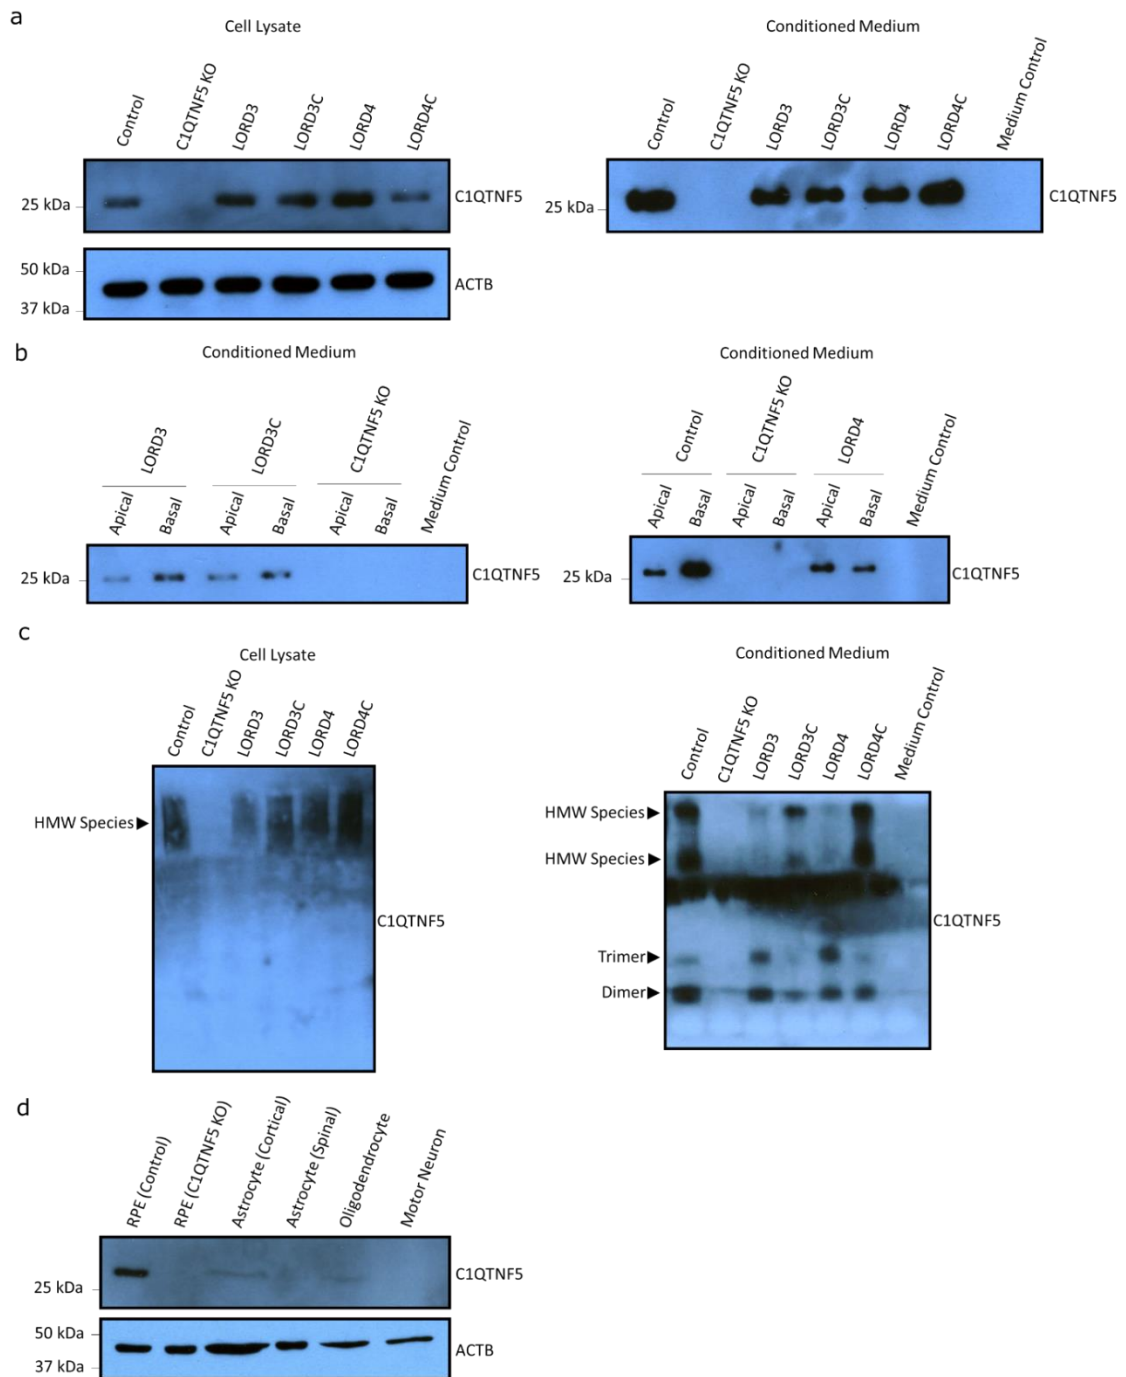 a
Cell Lysate
Control
C1QTNF5 KO
LORD3
LORD3C
LORD4
LORD4C
25 kDa
C1QTNF5
50 kDa
37 kDa
ACTB
Conditioned Medium
Control
C1QTNF5 KO
LORD3
LORD3C
LORD4
LORD4C
Medium Control
25 kDa
C1QTNF5
b
Conditioned Medium
LORD3
LORD3C
C1QTNF5 KO
Medium Control
Apical
Basal
Apical
Basal
Apical
Basal
25 kDa
C1QTNF5
Conditioned Medium
Control
C1QTNF5 KO
LORD4
Medium Control
Apical
Basal
Apical
Basal
Apical
Basal
25 kDa
C1QTNF5
c
Cell Lysate
Control
C1QTNF5 KO
LORD3
LORD3C
LORD4
LORD4C
HMW Species
C1QTNF5
Conditioned Medium
Control
C1QTNF5 KO
LORD3
LORD3C
LORD4
LORD4C
Medium Control
HMW Species
HMW Species
C1QTNF5
Trimer
Dimer
d
RPE (Control)
RPE (C1QTNF5 KO)
Astrocyte (Cortical)
Astrocyte (Spinal)
Oligodendrocyte
Motor Neuron
25 kDa
C1QTNF5
50 kDa
37 kDa
ACTB